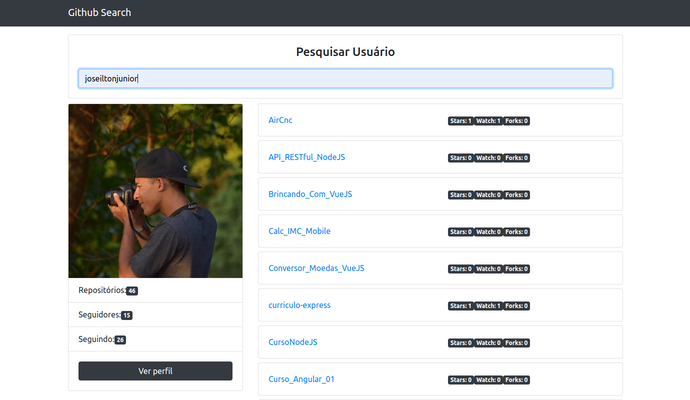 Github Search
Pesquisar Usuário
joseiltonjunior
Repositórios:46
Seguidores:15
Seguindo:26
Ver perfil
AirCnc Stars: 1 Watch: 1 Forks: 0
API_RESTful_NodeJS Stars: 0 Watch: 0 Forks: 0
Brincando_Com_VueJS Stars: 0 Watch: 0 Forks: 0
Calc_IMC_Mobile Stars: 0 Watch: 0 Forks: 0
Conversor_Moedas_VueJS Stars: 0 Watch: 0 Forks: 0
curriculo-express Stars: 1 Watch: 1 Forks: 0
CursoNodeJS Stars: 0 Watch: 0 Forks: 0
Curso_Angular_01 Stars: 0 Watch: 0 Forks: 0